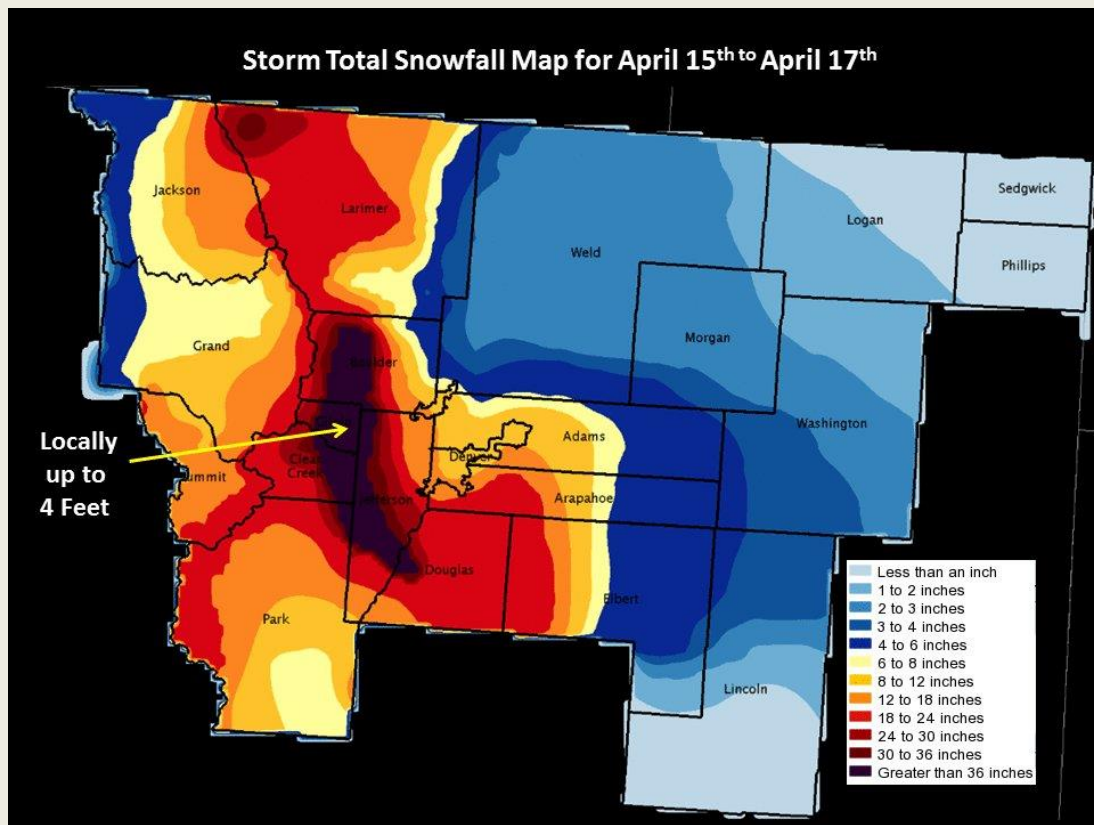 Storm Total Snowfall Map for April 15th to April 17th
Jackson
Larimer
Weld
Logan
Sedgwick
Phillips
Grand
Boulder
Morgan
Washington
Locally
up to
4 Feet
Summit
Clear
Creek
Jefferson
Denver
Adams
Arapahoe
Douglas
Elbert
Park
Lincoln
Less than an inch
1 to 2 inches
2 to 3 inches
3 to 4 inches
4 to 6 inches
6 to 8 inches
8 to 12 inches
12 to 18 inches
18 to 24 inches
24 to 30 inches
30 to 36 inches
Greater than 36 inches